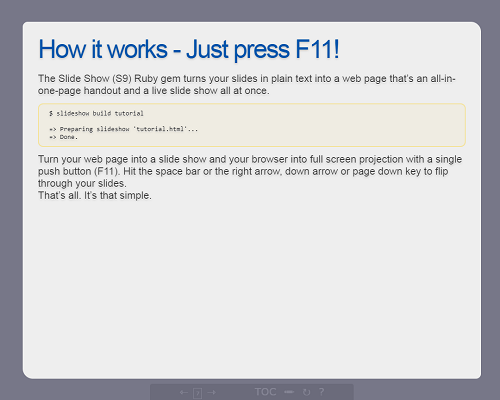 How it works - Just press F11!
The Slide Show (S9) Ruby gem turns your slides in plain text into a web page that's an all-in-
one-page handout and a live slide show all at once.
$ slideshow build tutorial
=> Preparing slideshow 'tutorial.html'...
=> Done.
Turn your web page into a slide show and your browser into full screen projection with a single
push button (F11). Hit the space bar or the right arrow, down arrow or page down key to flip
through your slides.
That's all. It's that simple.
TOC ?